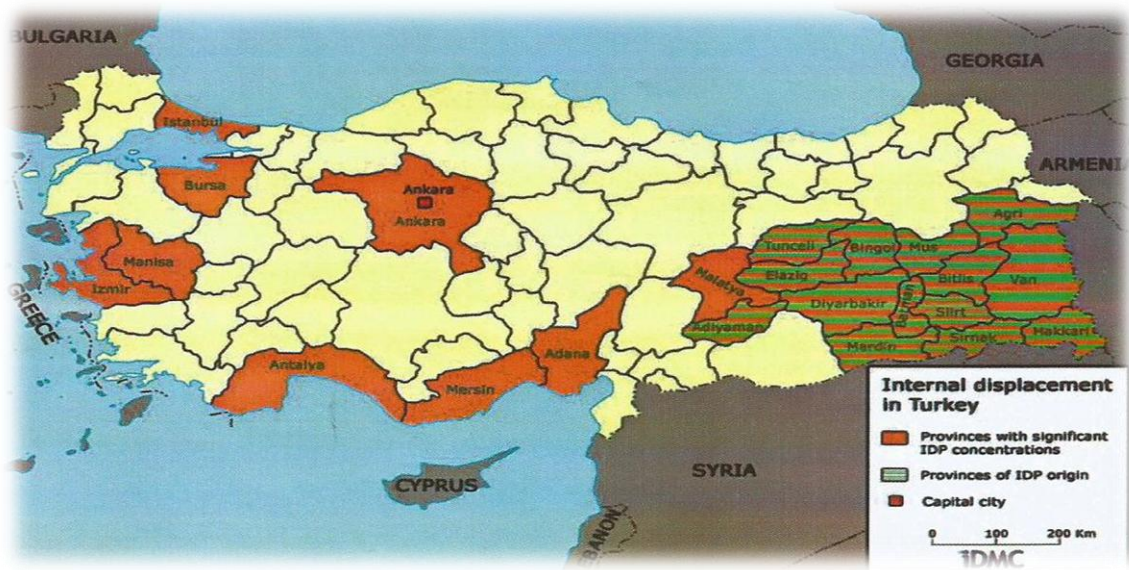 BULGARIA
GEORGIA
Istanbul
ARMENIA
Bursa
Ankara
Ankara
Agri
Tunceli
Bingol
Mus
Manisa
Malatya
Elazig
Bitlis
Van
Izmir
GREECE
Diyarbakir
Batman
Siirt
Adiyaman
Hakkari
Mardin
Sirnak
Antalya
Adana
Mersin
Internal displacement
in Turkey
Provinces with significant
IDP concentrations
SYRIA
Provinces of IDP origin
CYPRUS
Capital city
LEBANON
0 100 200 Km
iDMC